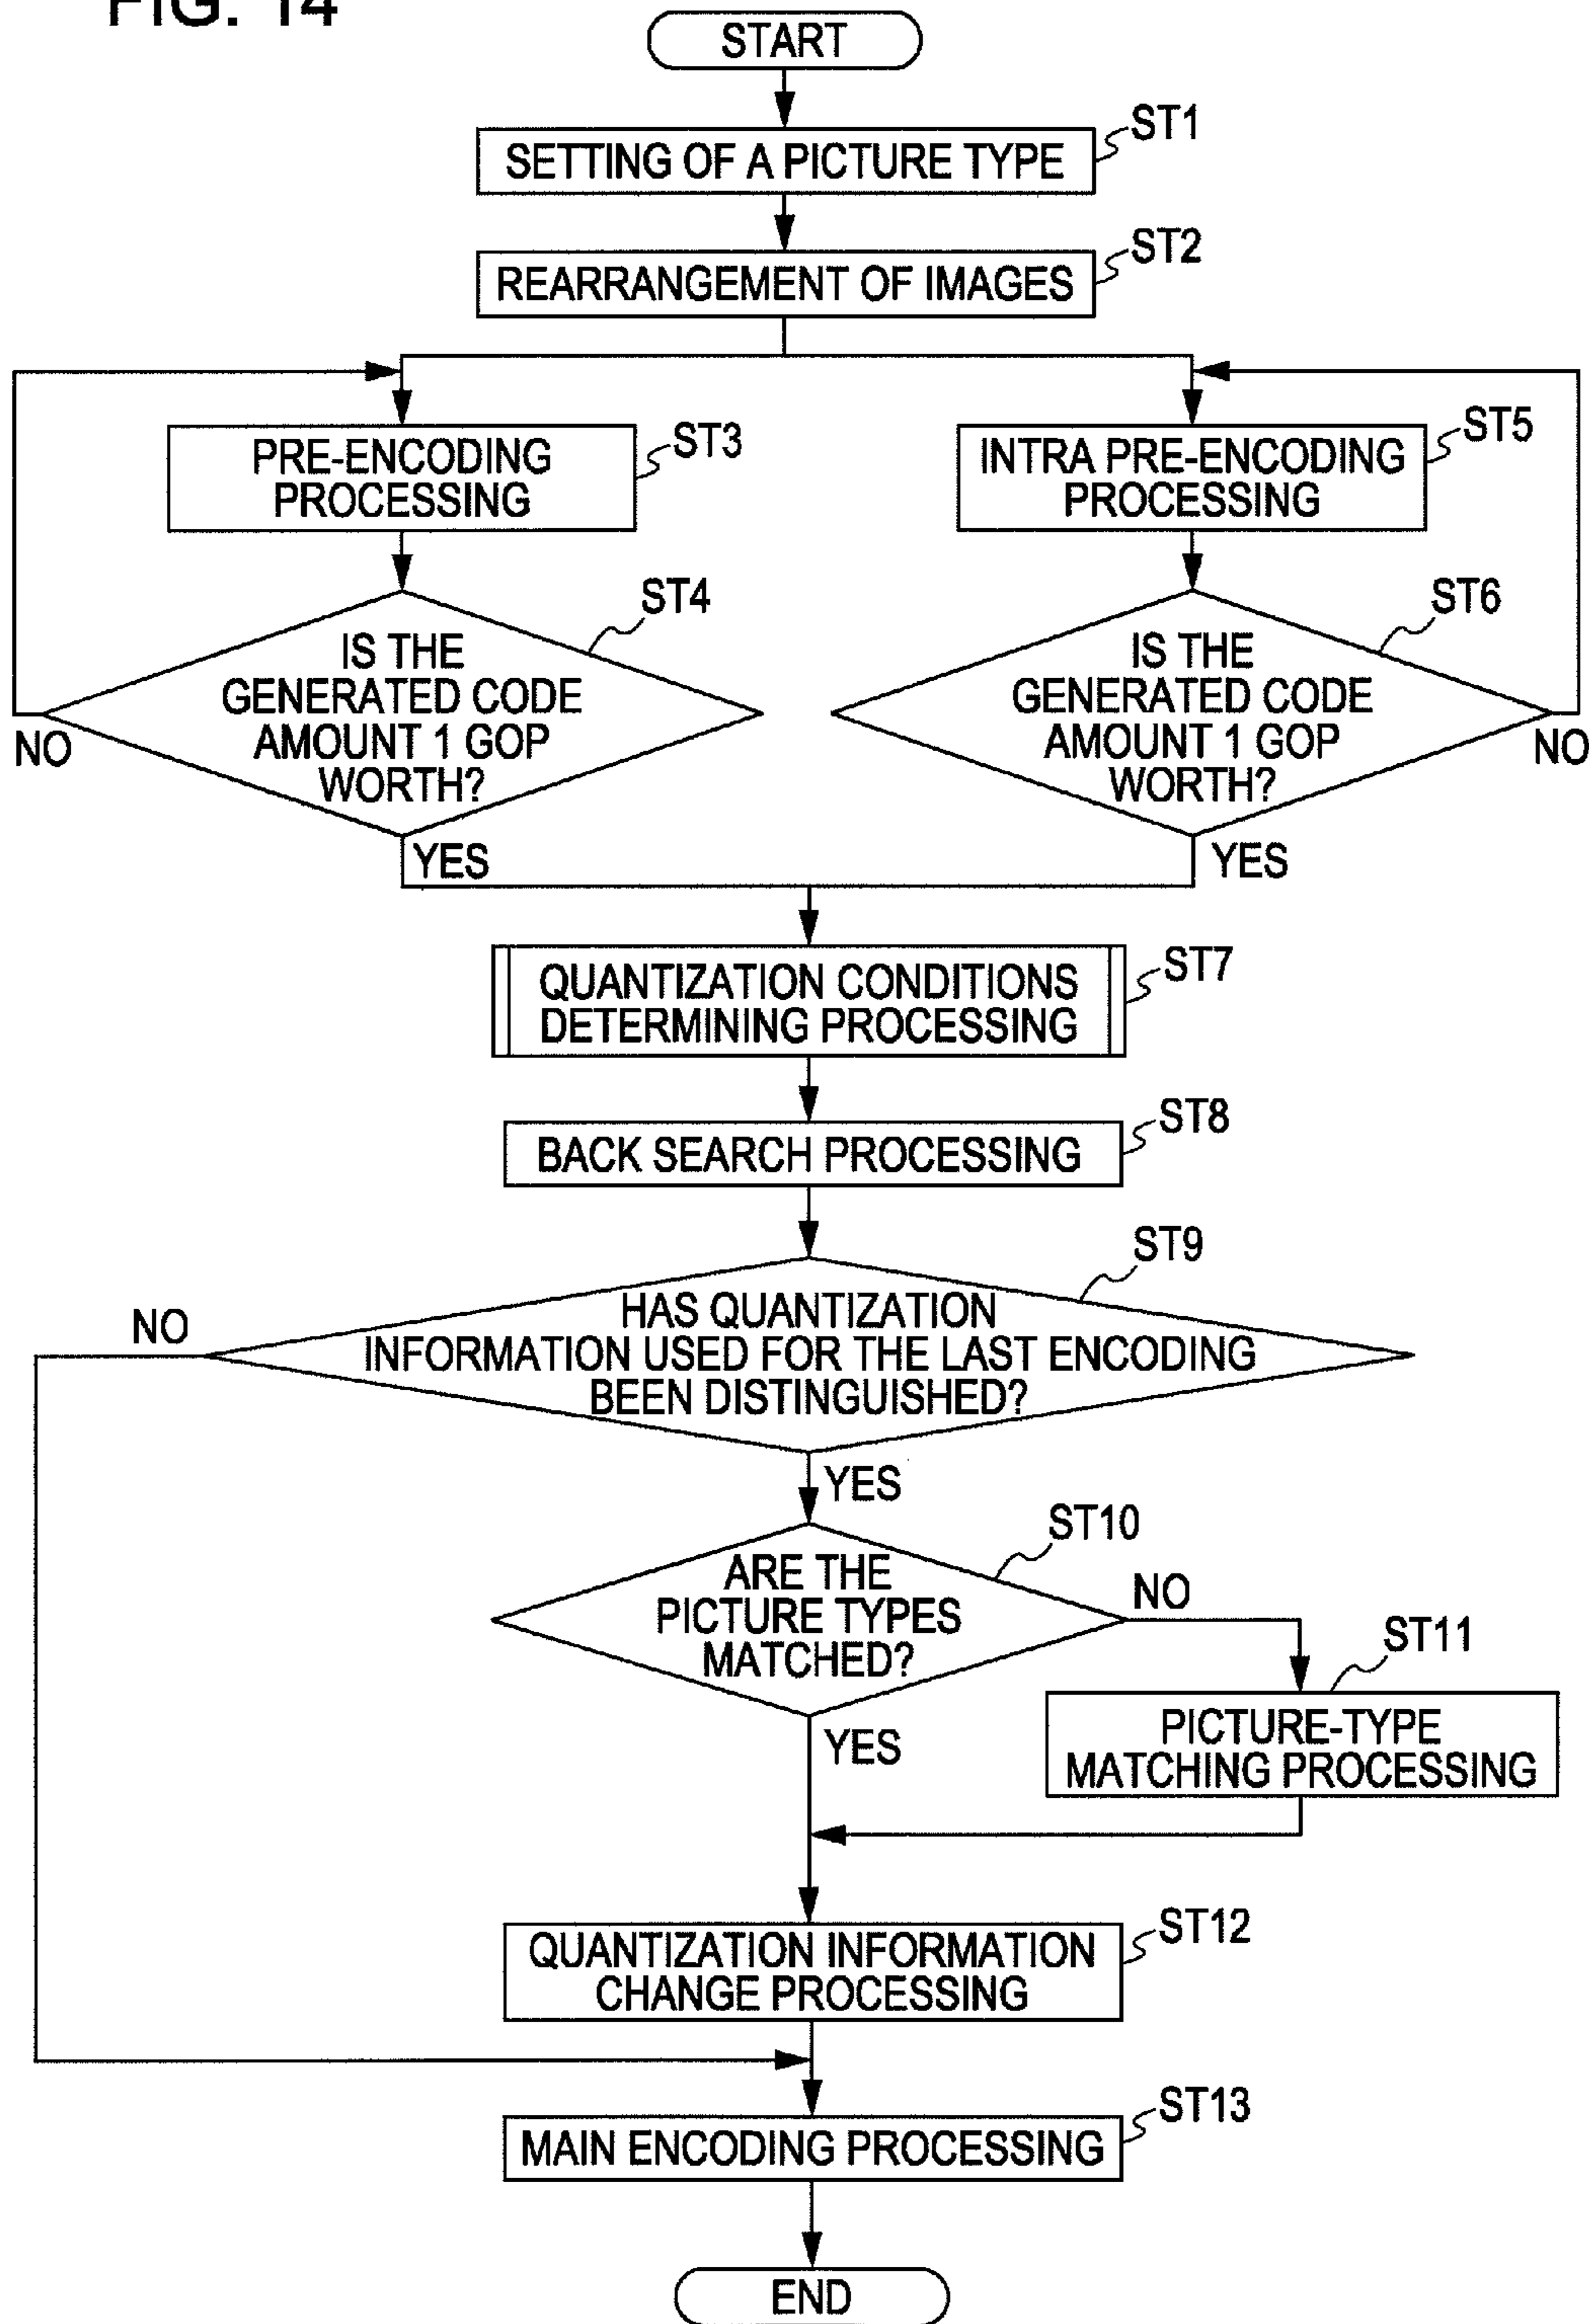 FIG. 14
START
ST1
SETTING OF A PICTURE TYPE
ST2
REARRANGEMENT OF IMAGES
ST3
PRE-ENCODING
PROCESSING
ST5
INTRA PRE-ENCODING
PROCESSING
ST4
IS THE
GENERATED CODE
AMOUNT 1 GOP
WORTH?
NO
YES
ST6
IS THE
GENERATED CODE
AMOUNT 1 GOP
WORTH?
NO
YES
ST7
QUANTIZATION CONDITIONS
DETERMINING PROCESSING
ST8
BACK SEARCH PROCESSING
ST9
HAS QUANTIZATION
INFORMATION USED FOR THE LAST ENCODING
BEEN DISTINGUISHED?
NO
YES
ST10
ARE THE
PICTURE TYPES
MATCHED?
NO
YES
ST11
PICTURE-TYPE
MATCHING PROCESSING
ST12
QUANTIZATION INFORMATION
CHANGE PROCESSING
ST13
MAIN ENCODING PROCESSING
END